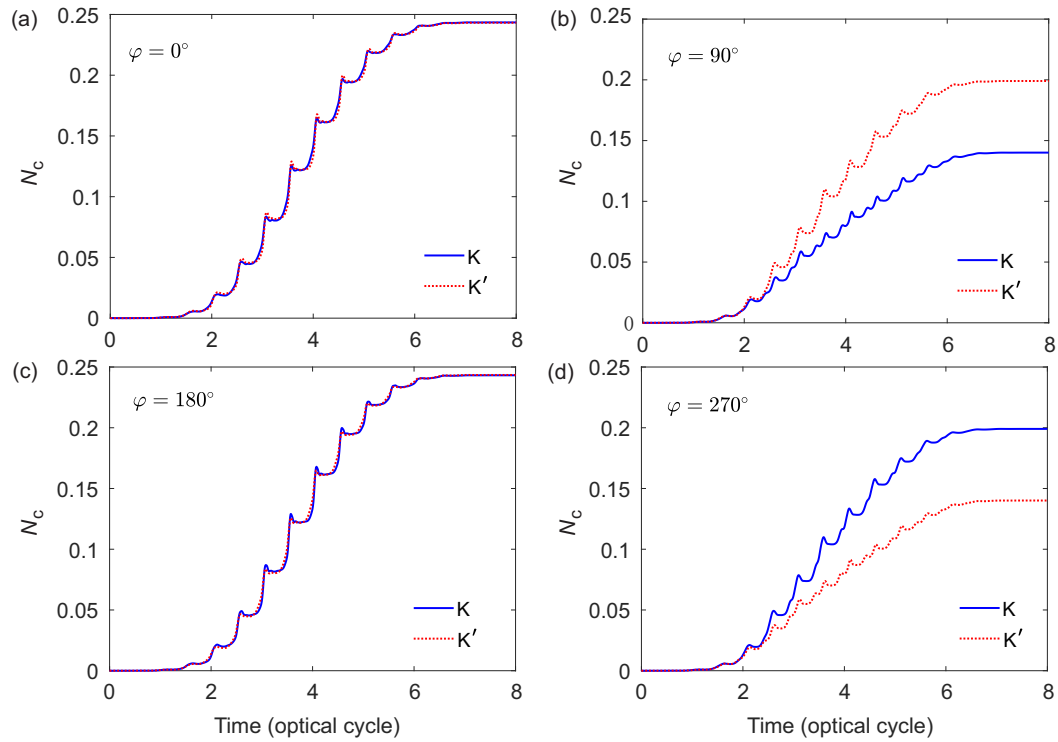 (a)
φ = 0°
0.25
0.2
0.15
0.1
0.05
0
N_c
K
K′
0 2 4 6 8
(b)
φ = 90°
0.25
0.2
0.15
0.1
0.05
0
N_c
K
K′
0 2 4 6 8
(c)
φ = 180°
0.25
0.2
0.15
0.1
0.05
0
N_c
K
K′
0 2 4 6 8
Time (optical cycle)
(d)
φ = 270°
0.25
0.2
0.15
0.1
0.05
0
N_c
K
K′
0 2 4 6 8
Time (optical cycle)